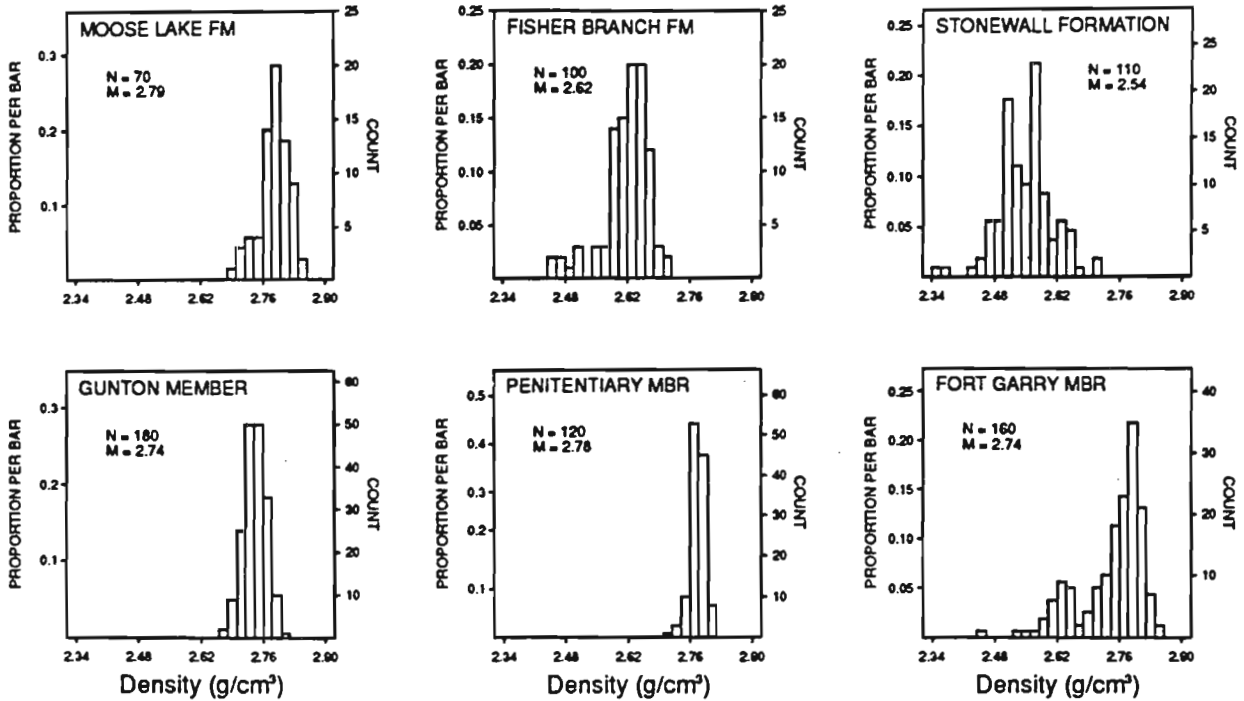 MOOSE LAKE FM
N = 70
M = 2.79
PROPORTION PER BAR
0.3
0.2
0.1
25
20
15
10
5
COUNT
2.34 2.48 2.62 2.76 2.90
FISHER BRANCH FM
N = 100
M = 2.62
PROPORTION PER BAR
0.25
0.20
0.15
0.10
0.05
25
20
15
10
5
COUNT
2.34 2.48 2.62 2.76 2.90
STONEWALL FORMATION
N = 110
M = 2.54
PROPORTION PER BAR
0.25
0.20
0.15
0.10
0.05
25
20
15
10
5
COUNT
2.34 2.48 2.62 2.76 2.90
GUNTON MEMBER
N = 180
M = 2.74
PROPORTION PER BAR
0.3
0.2
0.1
60
50
40
30
20
10
COUNT
2.34 2.48 2.62 2.76 2.90
Density (g/cm³)
PENITENTIARY MBR
N = 120
M = 2.78
PROPORTION PER BAR
0.5
0.4
0.3
0.2
0.1
60
50
40
30
20
10
COUNT
2.34 2.48 2.62 2.76 2.90
Density (g/cm³)
FORT GARRY MBR
N = 160
M = 2.74
PROPORTION PER BAR
0.25
0.20
0.15
0.10
0.05
40
30
20
10
COUNT
2.34 2.48 2.62 2.76 2.90
Density (g/cm³)